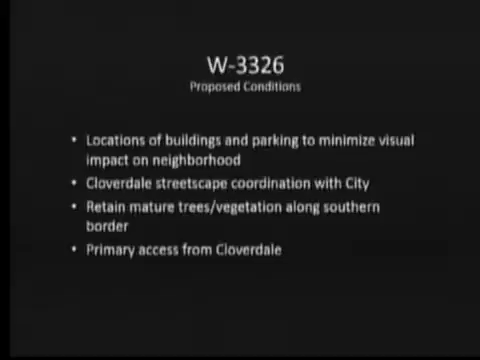 W-3326
Proposed Conditions
• Locations of buildings and parking to minimize visual
impact on neighborhood
• Cloverdale streetscape coordination with City
• Retain mature trees/vegetation along southern
border
• Primary access from Cloverdale